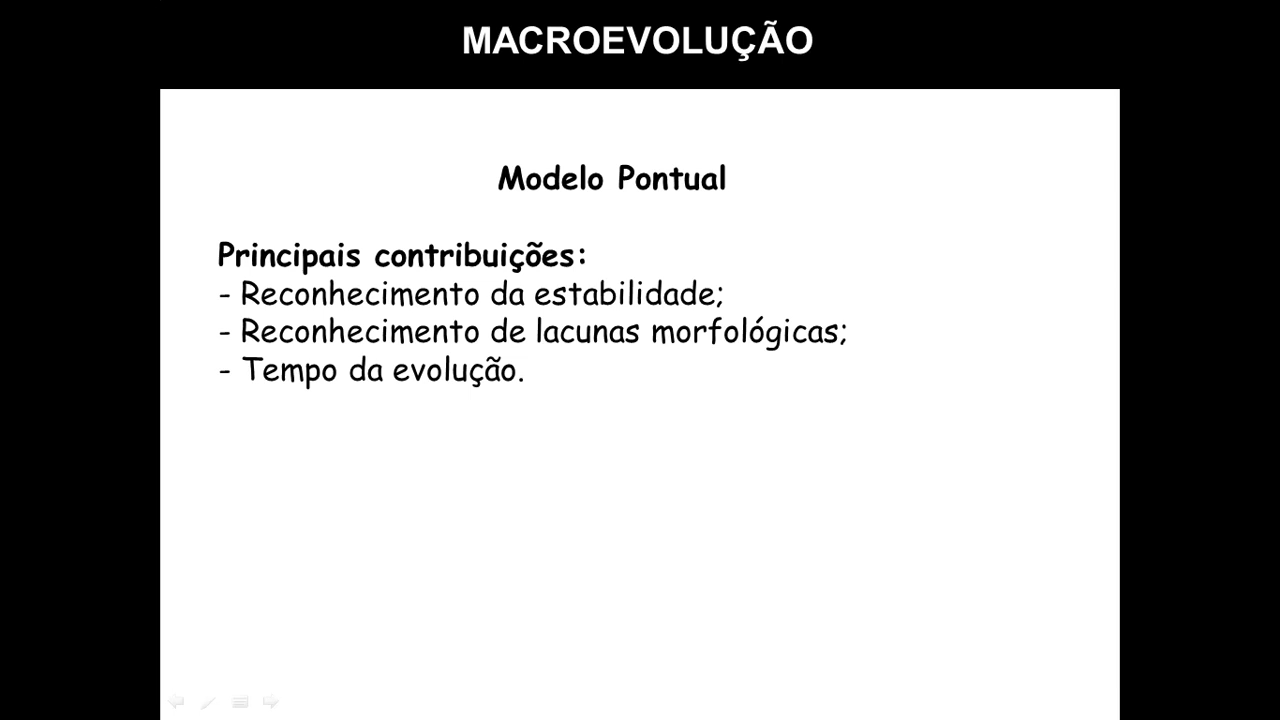 MACROEVOLUÇÃO
Modelo Pontual
Principais contribuições:
- Reconhecimento da estabilidade;
- Reconhecimento de lacunas morfológicas;
- Tempo da evolução.